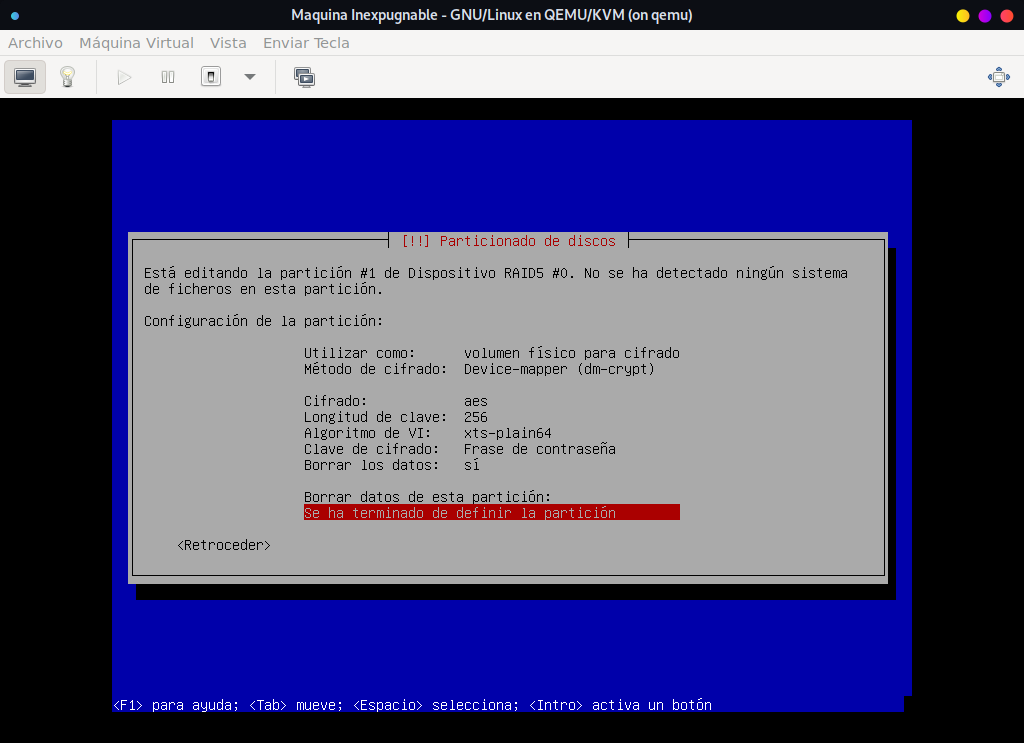 Maquina Inexpugnable - GNU/Linux en QEMU/KVM (on qemu)
Archivo Máquina Virtual Vista Enviar Tecla
[!!] Particionado de discos
Está editando la partición #1 de Dispositivo RAID5 #0. No se ha detectado ningún sistema
de ficheros en esta partición.
Configuración de la partición:
Utilizar como: volumen físico para cifrado
Método de cifrado: Device-mapper (dm-crypt)
Cifrado: aes
Longitud de clave: 256
Algoritmo de VI: xts-plain64
Clave de cifrado: Frase de contraseña
Borrar los datos: sí
Borrar datos de esta partición:
Se ha terminado de definir la partición
<Retroceder>
<F1> para ayuda; <Tab> mueve; <Espacio> selecciona; <Intro> activa un botón